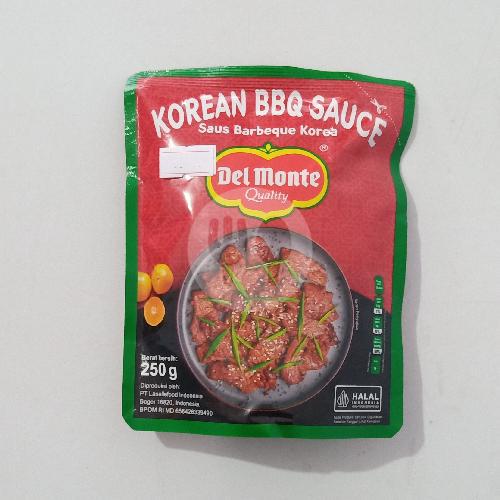 KOREAN BBQ SAUCE
Saus Barbeque Korea
®
Del Monte
Quality
Berat bersih:
250 g
Diproduksi oleh:
PT Lasallefood Indonesia
Bogor 16820, Indonesia
HALAL
INDONESIA